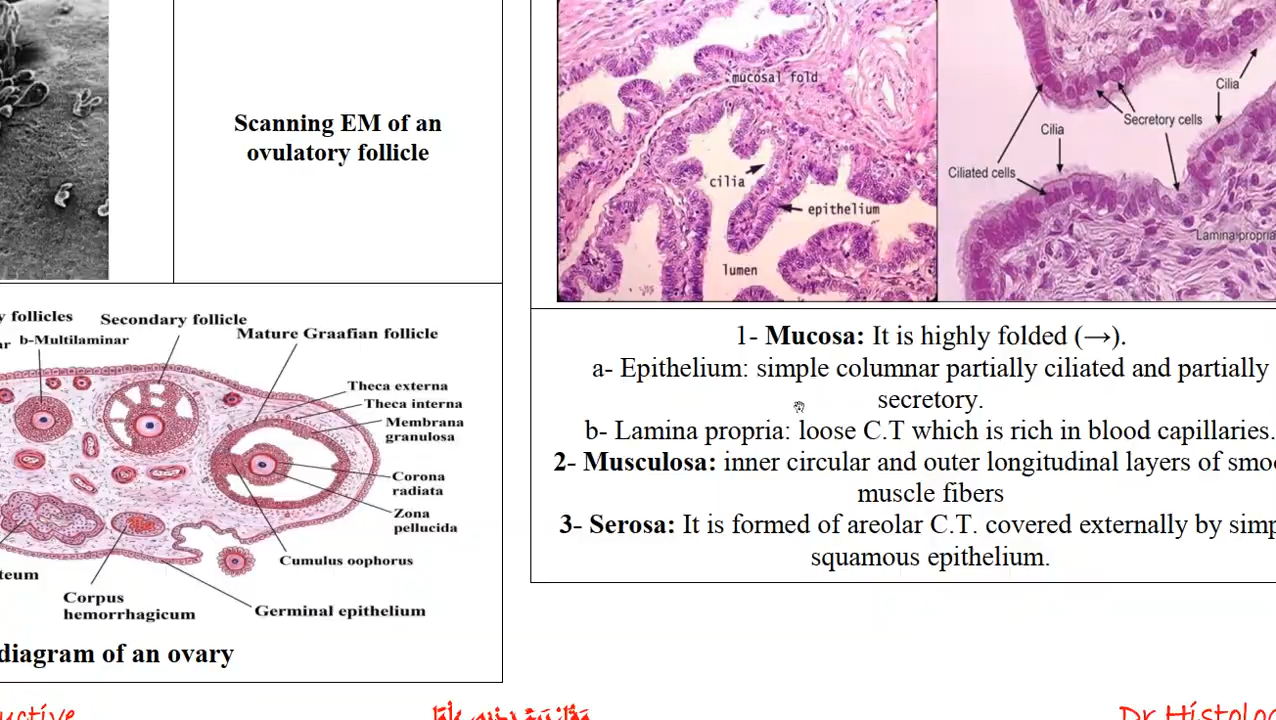 Scanning EM of an
ovulatory follicle
y follicles
Secondary follicle
b-Multilaminar
Mature Graafian follicle
Theca externa
Theca interna
Membrana
granulosa
Corona
radiata
Zona
pellucida
Cumulus oophorus
Corpus
hemorrhagicum
Germinal epithelium
diagram of an ovary
mucosal fold
cilia
epithelium
lumen
Cilia
Secretory cells
Cilia
Ciliated cells
Lamina propria
1- Mucosa: It is highly folded (→).
a- Epithelium: simple columnar partially ciliated and partially
secretory.
b- Lamina propria: loose C.T which is rich in blood capillaries.
2- Musculosa: inner circular and outer longitudinal layers of smo
muscle fibers
3- Serosa: It is formed of areolar C.T. covered externally by simp
squamous epithelium.
Dr Histolo